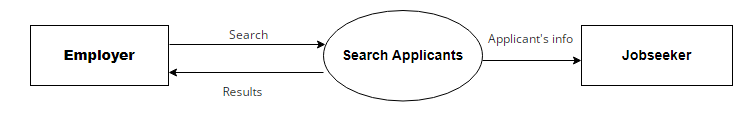 Search
Applicant's info
Employer
Search Applicants
Jobseeker
Results